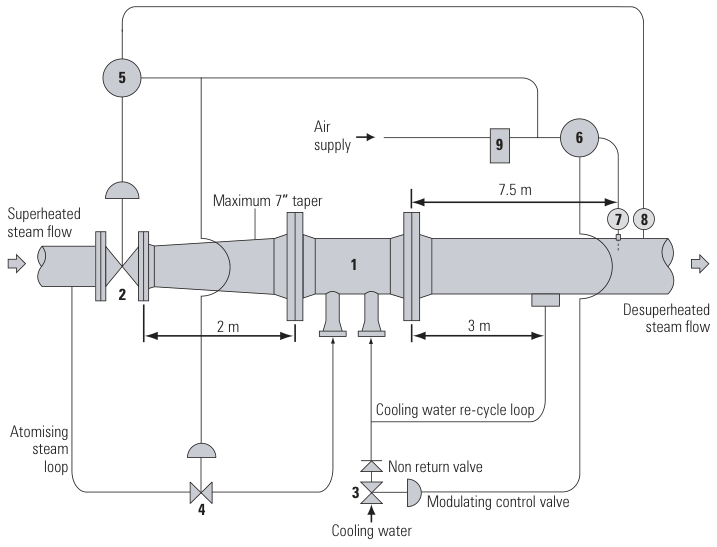 5
Air
supply
9
6
7.5 m
Maximum 7″ taper
7
8
Superheated
steam flow
1
2
Desuperheated
steam flow
2 m
3 m
Cooling water re-cycle loop
Atomising
steam
loop
Non return valve
3
Modulating control valve
4
Cooling water